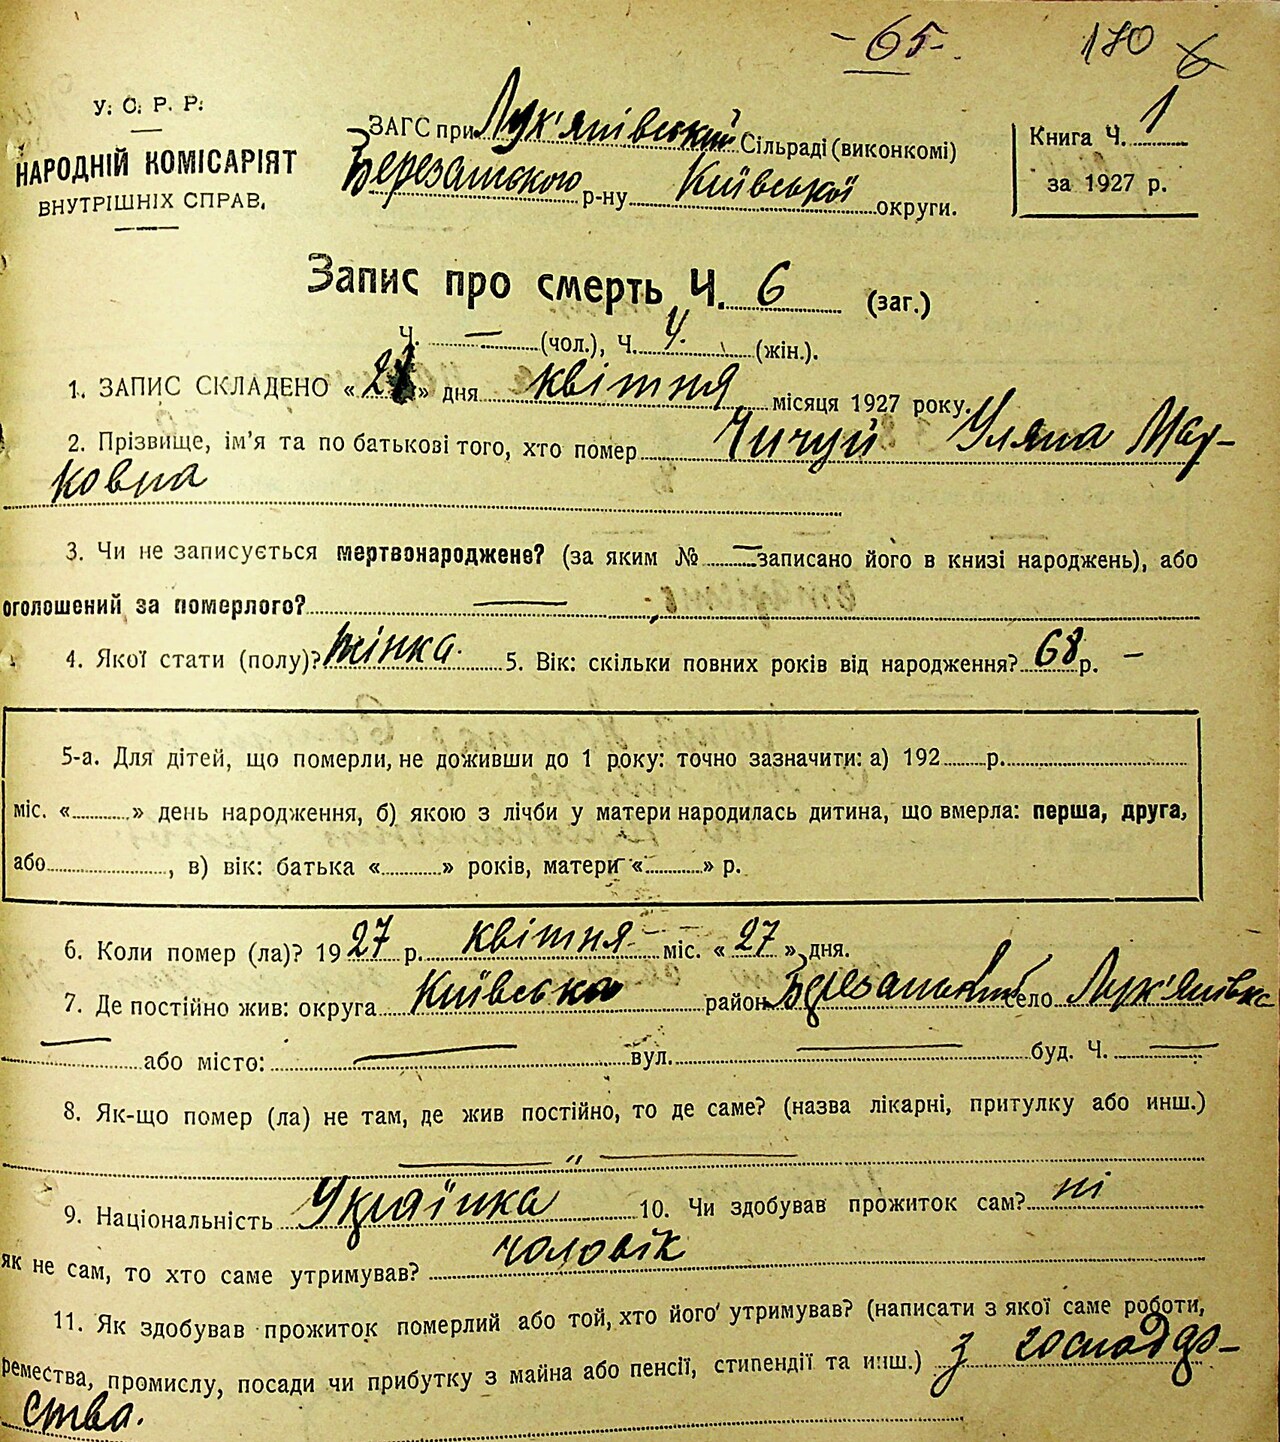 -65-. 170
У. С. Р. Р.
НАРОДНІЙ КОМІСАРІЯТ
ВНУТРІШНІХ СПРАВ.
ЗАГС при Лук'янівській Сільраді (виконкомі)
Березанського р-ну Київської округи.
Книга Ч. 1
за 1927 р.
Запис про смерть Ч. 6 (заг.)
Ч. — (чол.), Ч. 4. (жін.).
1. ЗАПИС СКЛАДЕНО «27» дня квітня місяця 1927 року.
2. Прізвище, ім'я та по батькові того, хто помер Чичуй Уляна Мар-
ковна
3. Чи не записується мертвонароджене? (за яким № — записано його в книзі народжень), або
оголошений за померлого? —
4. Якої стати (полу)? жінка. 5. Вік: скільки повних років від народження? 68 р. —
5-а. Для дітей, що померли, не доживши до 1 року: точно зазначити: а) 192 р.
міс. « » день народження, б) якою з лічби у матери народилась дитина, що вмерла: перша, друга,
або , в) вік: батька « » років, матери « » р.
6. Коли помер (ла)? 1927 р. квітня міс. «27» дня.
7. Де постійно жив: округа Київська район Березанський село Лук'янівка
— або місто: — вул. — буд. Ч. —
8. Як-що помер (ла) не там, де жив постійно, то де саме? (назва лікарні, притулку або инш.)
— „ —
9. Національність Українка 10. Чи здобував прожиток сам? ні
як не сам, то хто саме утримував? чоловік
11. Як здобував прожиток померлий або той, хто його утримував? (написати з якої саме роботи,
ремества, промислу, посади чи прибутку з майна або пенсії, стипендії та инш.) з господар-
ства.